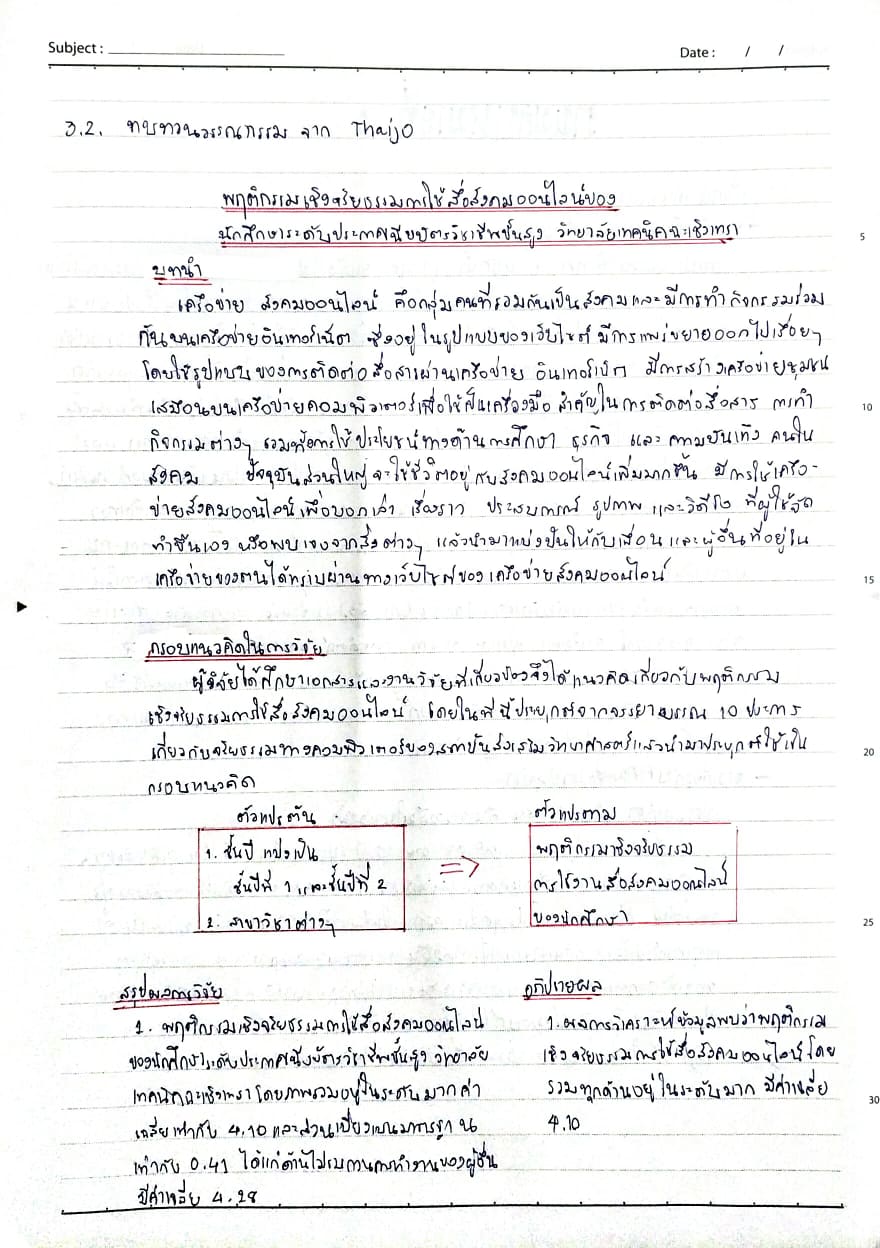 Subject :
Date : / /
3.2. ทบทวนวรรณกรรม จาก Thaijo
พฤติกรรมเชิงจริยธรรมการใช้สื่อสังคมออนไลน์ของ
นักศึกษาระดับประกาศนียบัตรวิชาชีพชั้นสูง วิทยาลัยเทคนิคฉะเชิงเทรา
5
บทนำ
เครือข่าย สังคมออนไลน์ คือกลุ่มคนที่รวมกันเป็นสังคมและมีการทำกิจกรรมร่วม
กันบนเครือข่ายอินเทอร์เน็ต ซึ่งอยู่ในรูปแบบของเว็บไซต์ มีการแพร่ขยายออกไปเรื่อยๆ
โดยใช้รูปแบบของการติดต่อสื่อสารผ่านเครือข่าย อินเทอร์เน็ต มีการสร้างเครือข่ายชุมชน
เสมือนบนเครือข่ายคอมพิวเตอร์เพื่อใช้เป็นเครื่องมือ สำคัญในการติดต่อสื่อสาร การทำ
10
กิจกรรมต่างๆ รวมทั้งการใช้ประโยชน์ทางด้านการศึกษา ธุรกิจ และ ความบันเทิง คนใน
สังคม ปัจจุบันส่วนใหญ่จะใช้ชีวิตอยู่กับสังคมออนไลน์เพิ่มมากขึ้น มีการใช้เครือ-
ข่ายสังคมออนไลน์เพื่อบอกเล่า เรื่องราว ประสบการณ์ รูปภาพ และวิดีโอ ที่ผู้ใช้จัด
ทำขึ้นเอง หรือพบเจอจากสิ่งต่างๆ แล้วนำมาแบ่งปันให้กับเพื่อน และผู้อื่นที่อยู่ใน
เครือข่ายของตนได้ทราบผ่านทางเว็บไซต์ของเครือข่ายสังคมออนไลน์
15
กรอบแนวคิดในการวิจัย
ผู้วิจัยได้ศึกษาเอกสารและงานวิจัยที่เกี่ยวข้องจึงได้แนวคิดเกี่ยวกับพฤติกรรม
เชิงจริยธรรมการใช้สื่อสังคมออนไลน์ โดยในที่นี้ประยุกต์จากจรรยาบรรณ 10 ประการ
เกี่ยวกับจริยธรรมทางคอมพิวเตอร์ของสถาบันส่งเสริมวิทยาศาสตร์แล้วนำมาประยุกต์ใช้เป็น
20
กรอบแนวคิด
ตัวแปรต้น
1. ชั้นปี แบ่งเป็น
ชั้นปีที่ 1 และชั้นปีที่ 2
2. สาขาวิชาต่างๆ
=>
ตัวแปรตาม
พฤติกรรมเชิงจริยธรรม
การใช้งานสื่อสังคมออนไลน์
ของนักศึกษา
25
สรุปผลการวิจัย
1. พฤติกรรมเชิงจริยธรรมการใช้สื่อสังคมออนไลน์
ของนักศึกษาระดับประกาศนียบัตรวิชาชีพชั้นสูง วิทยาลัย
เทคนิคฉะเชิงเทรา โดยภาพรวมอยู่ในระดับมาก ค่า
เฉลี่ยเท่ากับ 4.10 และส่วนเบี่ยงเบนมาตรฐาน
เท่ากับ 0.41 ได้แก่ด้านไม่รบกวนการทำงานของผู้อื่น
มีค่าเฉลี่ย 4.28
อภิปรายผล
1. ผลการวิเคราะห์ข้อมูลพบว่าพฤติกรรม
เชิงจริยธรรมการใช้สื่อสังคมออนไลน์โดย
รวมทุกด้านอยู่ในระดับมาก มีค่าเฉลี่ย
4.10
30